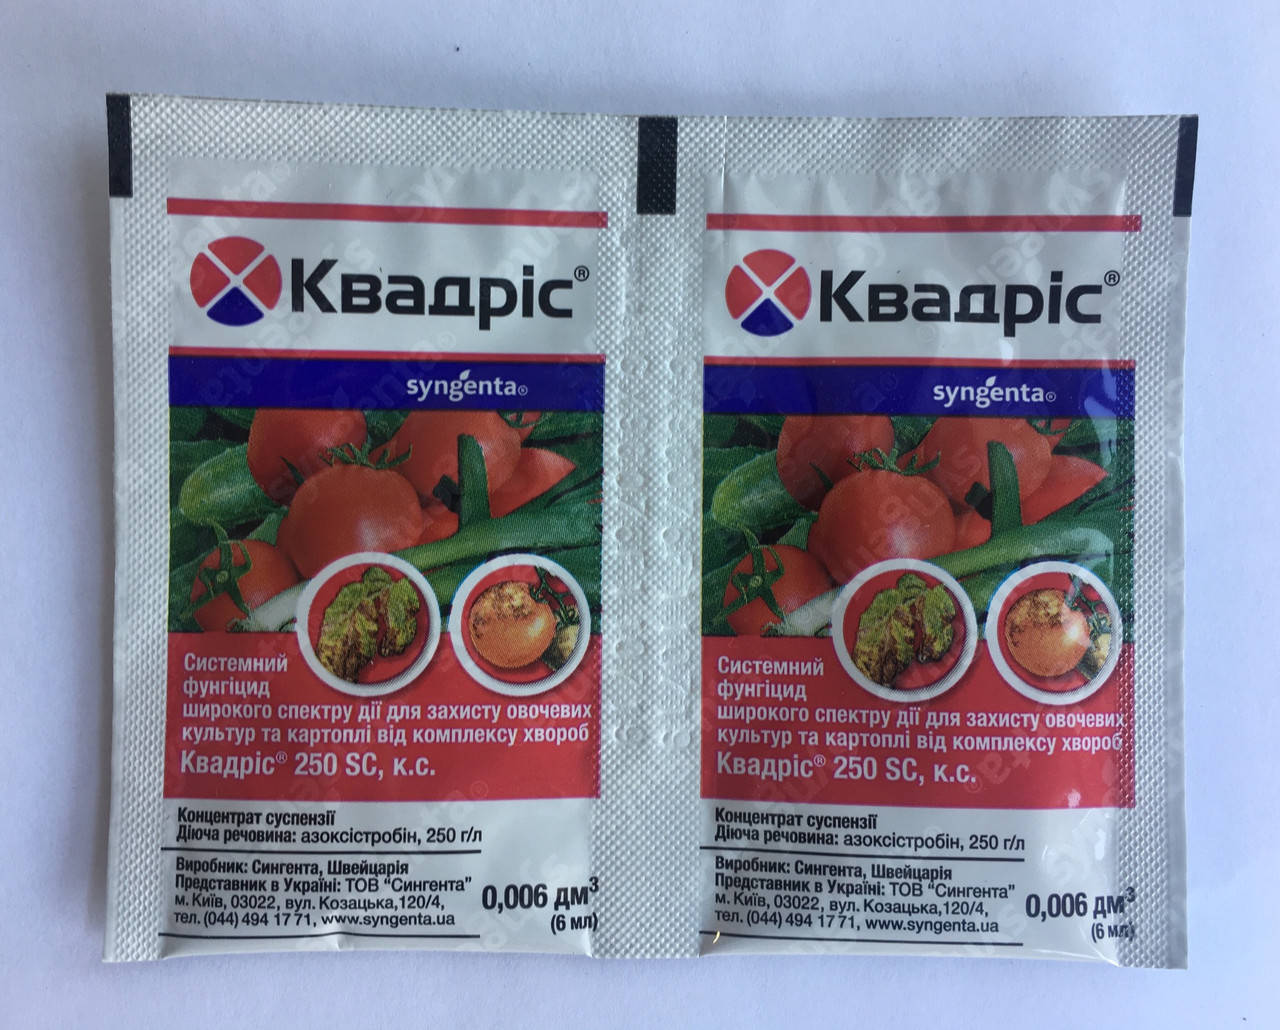 Квадріс®
syngenta®
Системний
фунгіцид
широкого спектру дії для захисту овочевих
культур та картоплі від комплексу хвороб
Квадріс® 250 SC, к.с.
Концентрат суспензії
Діюча речовина: азоксістробін, 250 г/л
Виробник: Сингента, Швейцарія
Представник в Україні: ТОВ “Сингента”
м. Київ, 03022, вул. Козацька,120/4,
тел. (044) 494 17 71, www.syngenta.ua
0,006 дм³
(6 мл)
Квадріс®
syngenta®
Системний
фунгіцид
широкого спектру дії для захисту овочевих
культур та картоплі від комплексу хвороб
Квадріс® 250 SC, к.с.
Концентрат суспензії
Діюча речовина: азоксістробін, 250 г/л
Виробник: Сингента, Швейцарія
Представник в Україні: ТОВ “Сингента”
м. Київ, 03022, вул. Козацька,120/4,
тел. (044) 494 17 71, www.syngenta.ua
0,006 дм³
(6 мл)